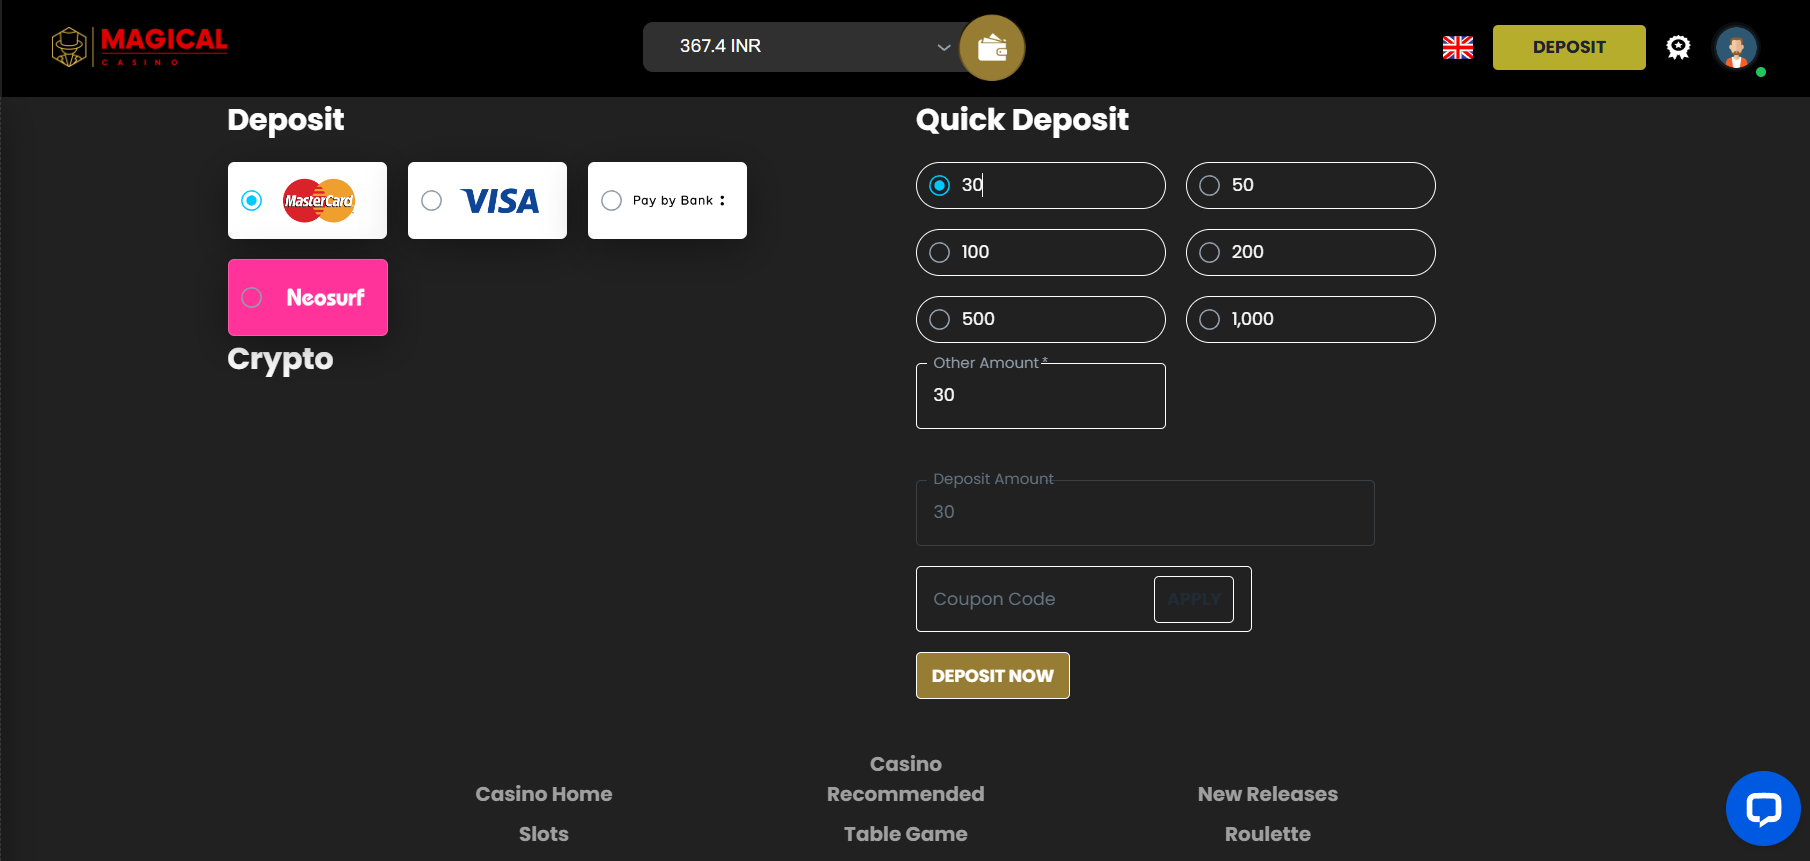 MAGICAL
CASINO
367.4 INR
DEPOSIT
Deposit
Quick Deposit
MasterCard
VISA
Pay by Bank
Neosurf
30
50
100
200
500
1,000
Crypto
Other Amount *
30
Deposit Amount
30
Coupon Code
APPLY
DEPOSIT NOW
Casino Home
Casino
Recommended
New Releases
Slots
Table Game
Roulette